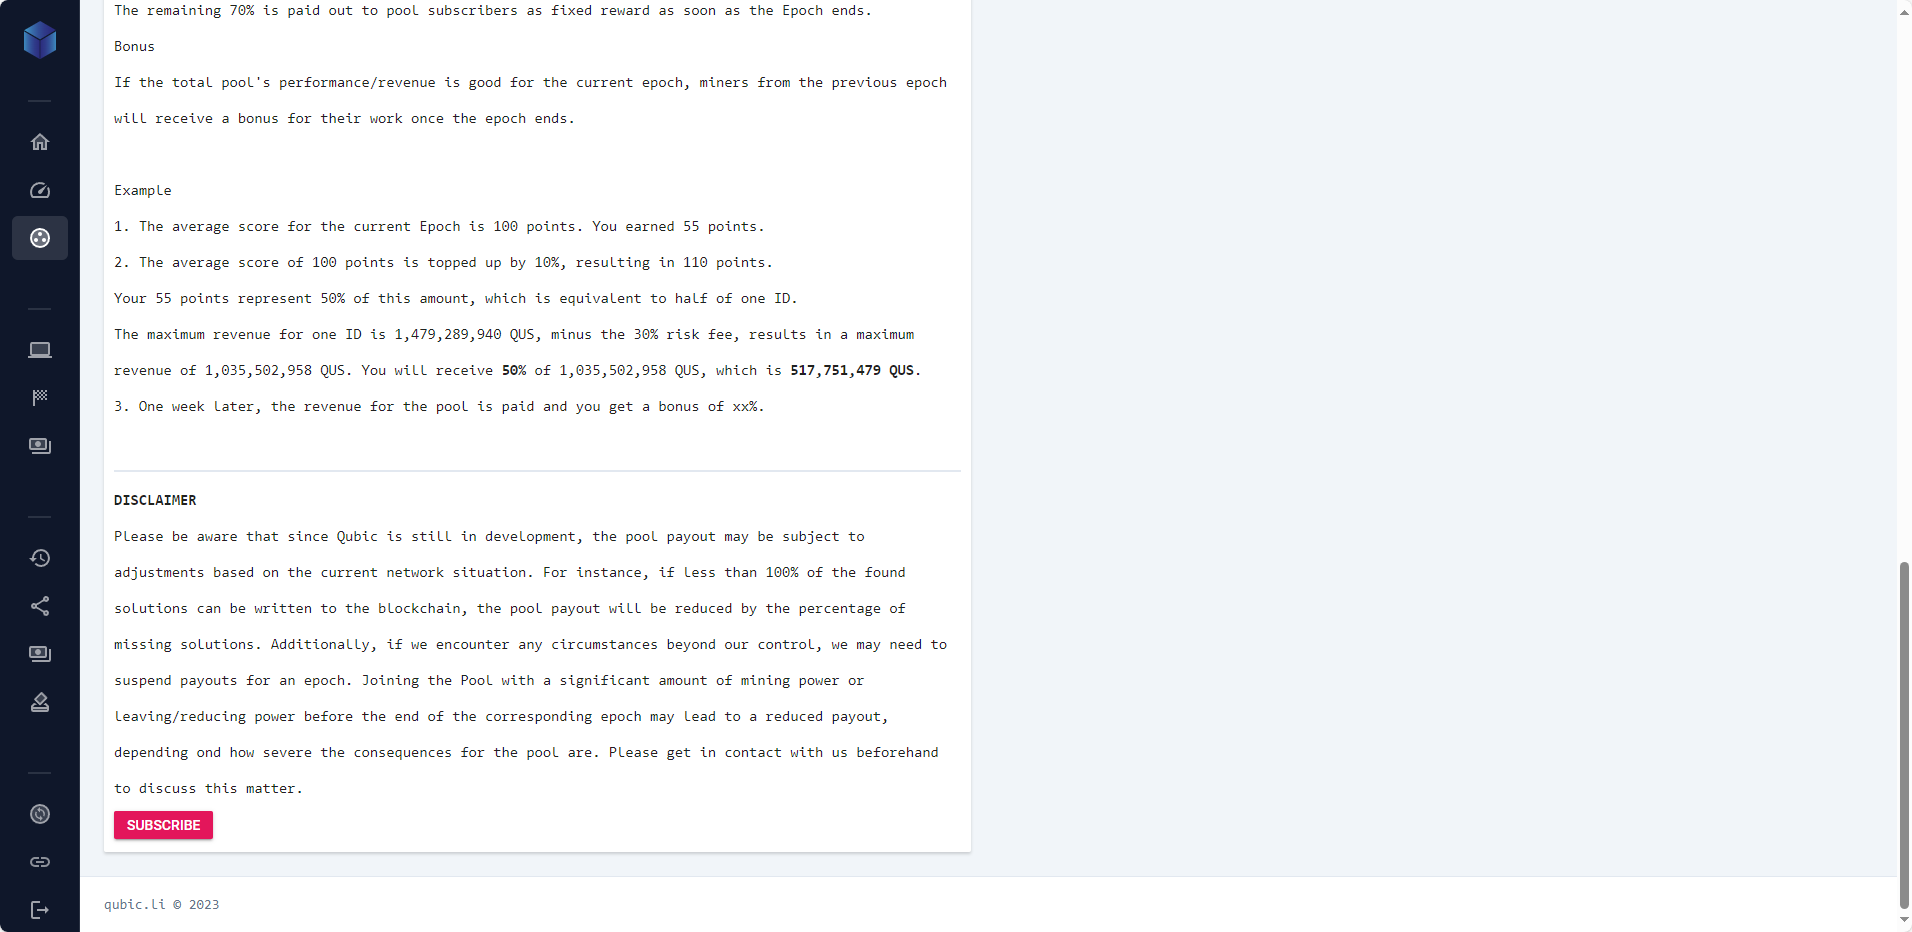 The remaining 70% is paid out to pool subscribers as fixed reward as soon as the Epoch ends.
Bonus
If the total pool's performance/revenue is good for the current epoch, miners from the previous epoch
will receive a bonus for their work once the epoch ends.
Example
1. The average score for the current Epoch is 100 points. You earned 55 points.
2. The average score of 100 points is topped up by 10%, resulting in 110 points.
Your 55 points represent 50% of this amount, which is equivalent to half of one ID.
The maximum revenue for one ID is 1,479,289,940 QUS, minus the 30% risk fee, results in a maximum
revenue of 1,035,502,958 QUS. You will receive 50% of 1,035,502,958 QUS, which is 517,751,479 QUS.
3. One week later, the revenue for the pool is paid and you get a bonus of xx%.
DISCLAIMER
Please be aware that since Qubic is still in development, the pool payout may be subject to
adjustments based on the current network situation. For instance, if less than 100% of the found
solutions can be written to the blockchain, the pool payout will be reduced by the percentage of
missing solutions. Additionally, if we encounter any circumstances beyond our control, we may need to
suspend payouts for an epoch. Joining the Pool with a significant amount of mining power or
leaving/reducing power before the end of the corresponding epoch may lead to a reduced payout,
depending ond how severe the consequences for the pool are. Please get in contact with us beforehand
to discuss this matter.
SUBSCRIBE
qubic.li © 2023